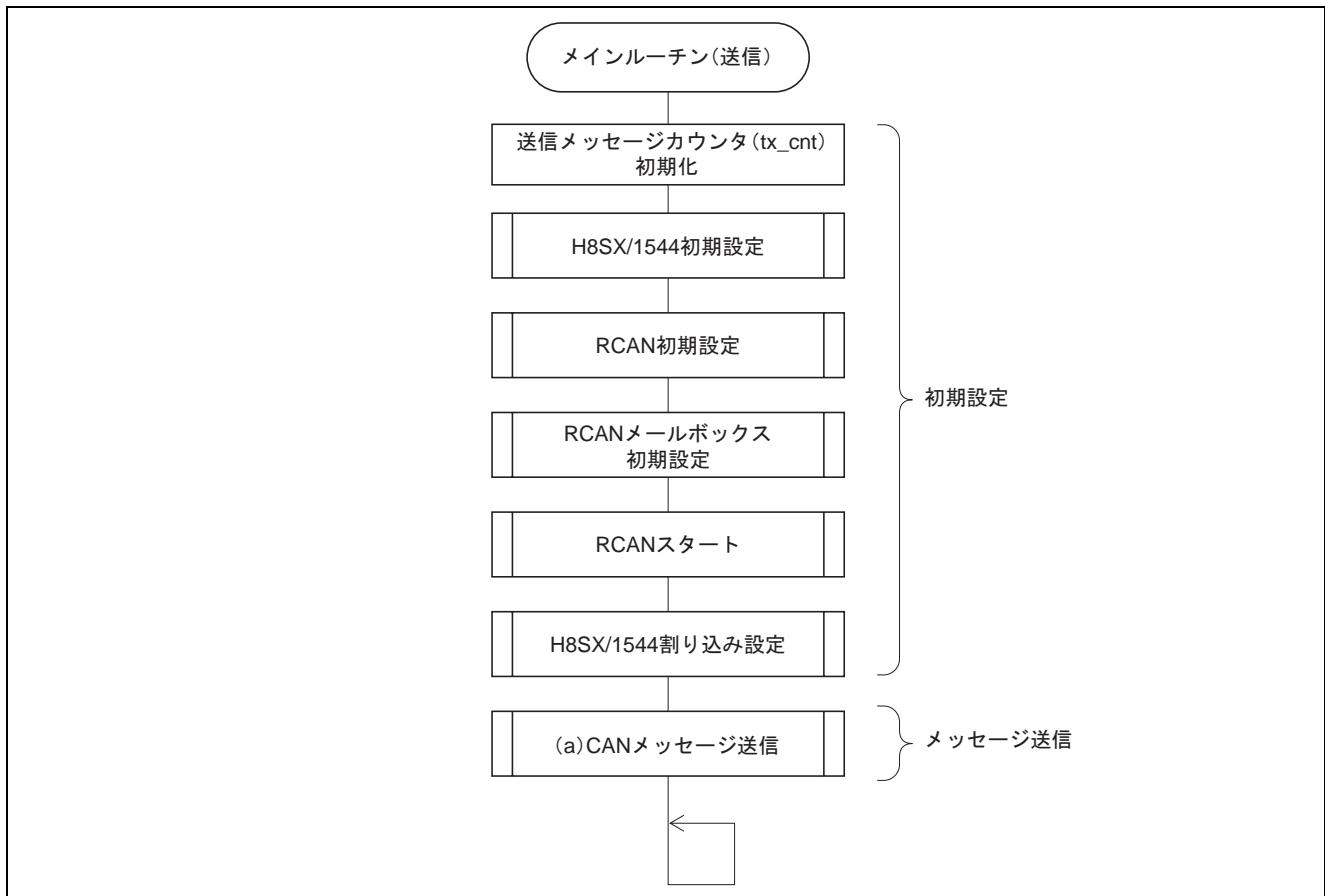 メインルーチン（送信）
送信メッセージカウンタ（tx_cnt）
初期化
H8SX/1544初期設定
RCAN初期設定
RCANメールボックス
初期設定
RCANスタート
H8SX/1544割り込み設定
初期設定
（a）CANメッセージ送信
メッセージ送信